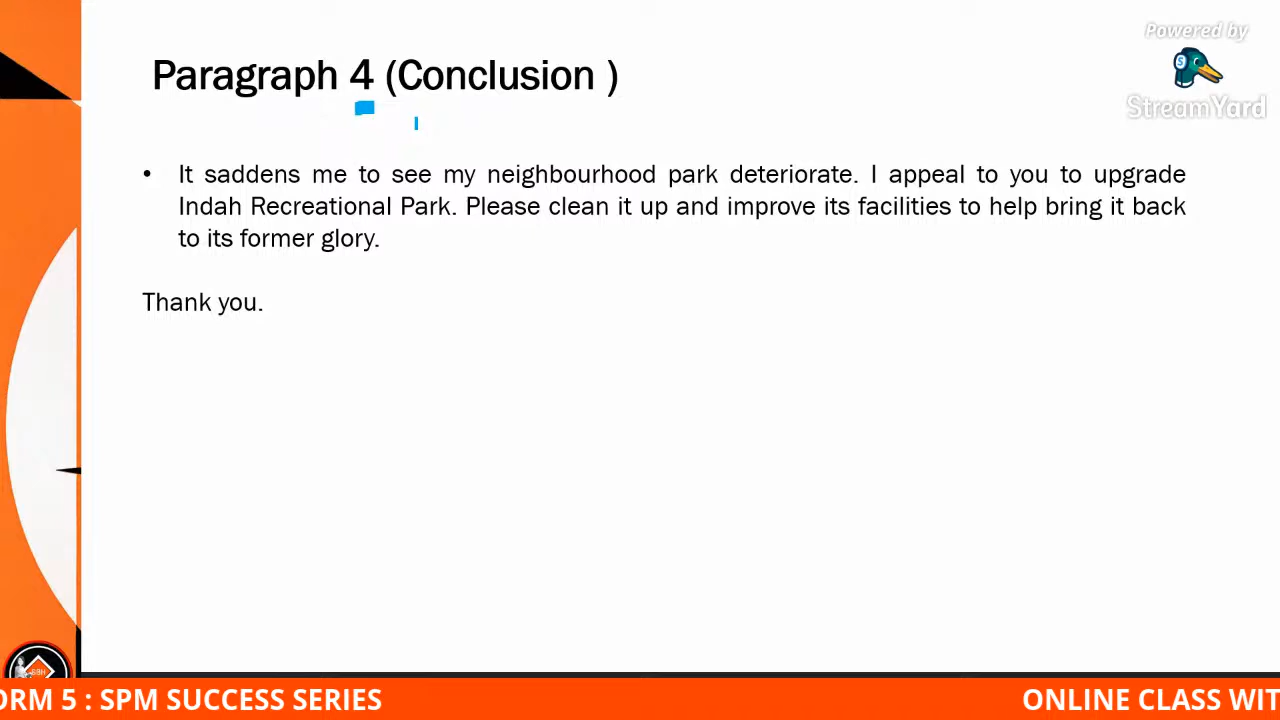 Powered by
StreamYard
Paragraph 4 (Conclusion )
• It saddens me to see my neighbourhood park deteriorate. I appeal to you to upgrade
Indah Recreational Park. Please clean it up and improve its facilities to help bring it back
to its former glory.
Thank you.
ORM 5 : SPM SUCCESS SERIES
ONLINE CLASS WIT